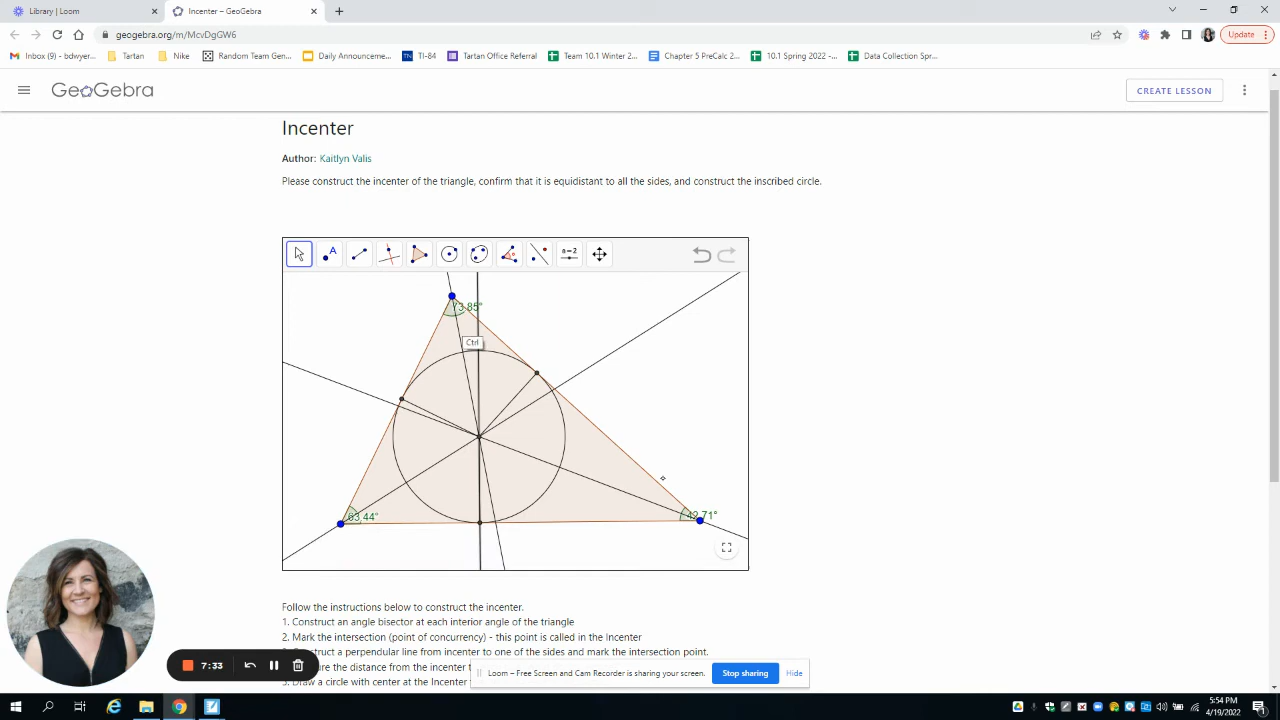 Library | Loom
Incenter – GeoGebra
geogebra.org/m/McvDgGW6
Update
Inbox (9) - bdwyer...
Tartan
Nike
Random Team Gen...
Daily Announceme...
TI-84
Tartan Office Referral
Team 10.1 Winter 2...
Chapter 5 PreCalc 2...
10.1 Spring 2022 -...
Data Collection Spr...
GeoGebra
CREATE LESSON
Incenter
Author: Kaitlyn Valis
Please construct the incenter of the triangle, confirm that it is equidistant to all the sides, and construct the inscribed circle.
A
a=2
73.85°
Ctrl
63.44°
42.71°
Follow the instructions below to construct the incenter.
1. Construct an angle bisector at each interior angle of the triangle
2. Mark the intersection (point of concurrency) - this point is called in the Incenter
perpendicular line from incenter to one of the sides and mark the intersection point.
the distance from the incenter
Draw a circle with center at the Incenter
7:33
Loom – Free Screen and Cam Recorder is sharing your screen.
Stop sharing
Hide
5:54 PM
4/19/2022